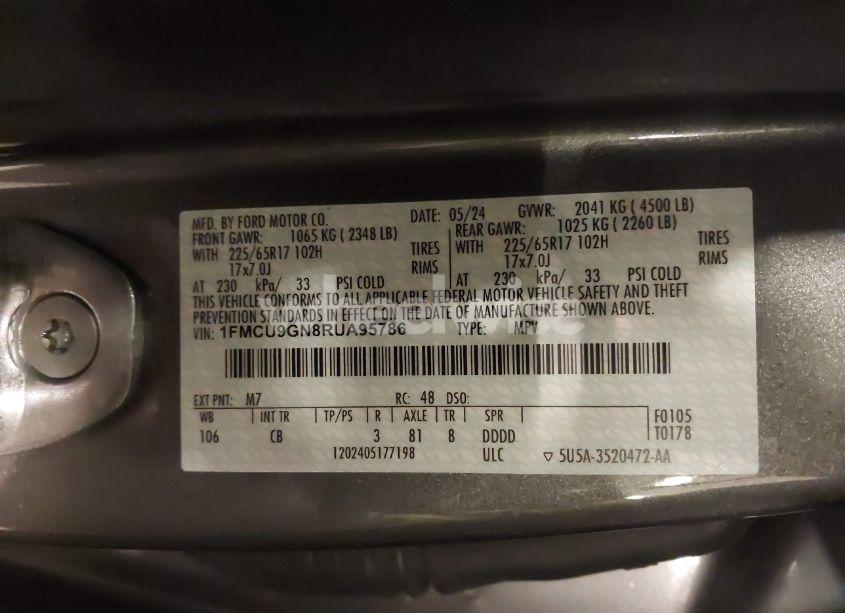 MFD. BY FORD MOTOR CO. DATE: 05/24 GVWR: 2041 KG ( 4500 LB)
FRONT GAWR: 1065 KG ( 2348 LB) REAR GAWR: 1025 KG ( 2260 LB)
WITH 225/65R17 102H TIRES WITH 225/65R17 102H TIRES
17x7.0J RIMS 17x7.0J RIMS
AT 230 kPa/ 33 PSI COLD AT 230 kPa/ 33 PSI COLD
THIS VEHICLE CONFORMS TO ALL APPLICABLE FEDERAL MOTOR VEHICLE SAFETY AND THEFT
PREVENTION STANDARDS IN EFFECT ON THE DATE OF MANUFACTURE SHOWN ABOVE.
VIN: 1FMCU9GN8RUA95786 TYPE: MPV
EXT PNT: M7 RC: 48 DSO:
WB INT TR TP/PS R AXLE TR SPR F0105
106 CB 3 81 8 DDDD T0178
1202405177198 ULC ▽ 5U5A-3520472-AA